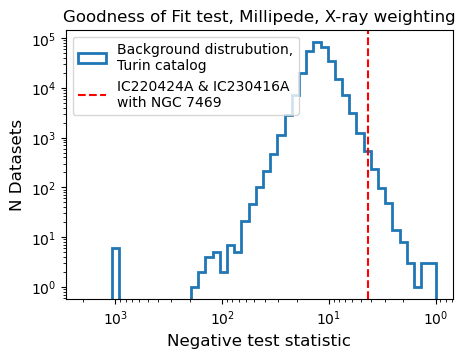 Goodness of Fit test, Millipede, X-ray weighting
Background distrubution,
Turin catalog
IC220424A & IC230416A
with NGC 7469
N Datasets
10⁵
10⁴
10³
10²
10¹
10⁰
10³ 10² 10¹ 10⁰
Negative test statistic